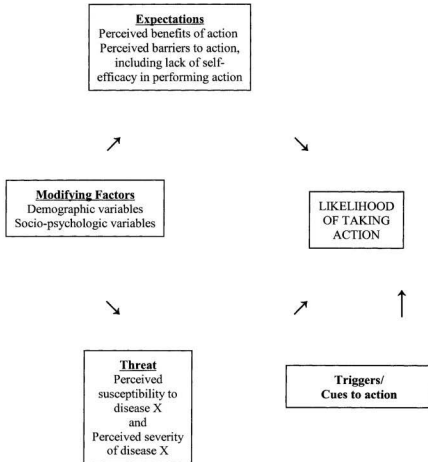 Expectations
Perceived benefits of action
Perceived barriers to action,
including lack of self-
efficacy in performing action
Modifying Factors
Demographic variables
Socio-psychologic variables
LIKELIHOOD
OF TAKING
ACTION
Threat
Perceived
susceptibility to
disease X
and
Perceived severity
of disease X
Triggers/
Cues to action